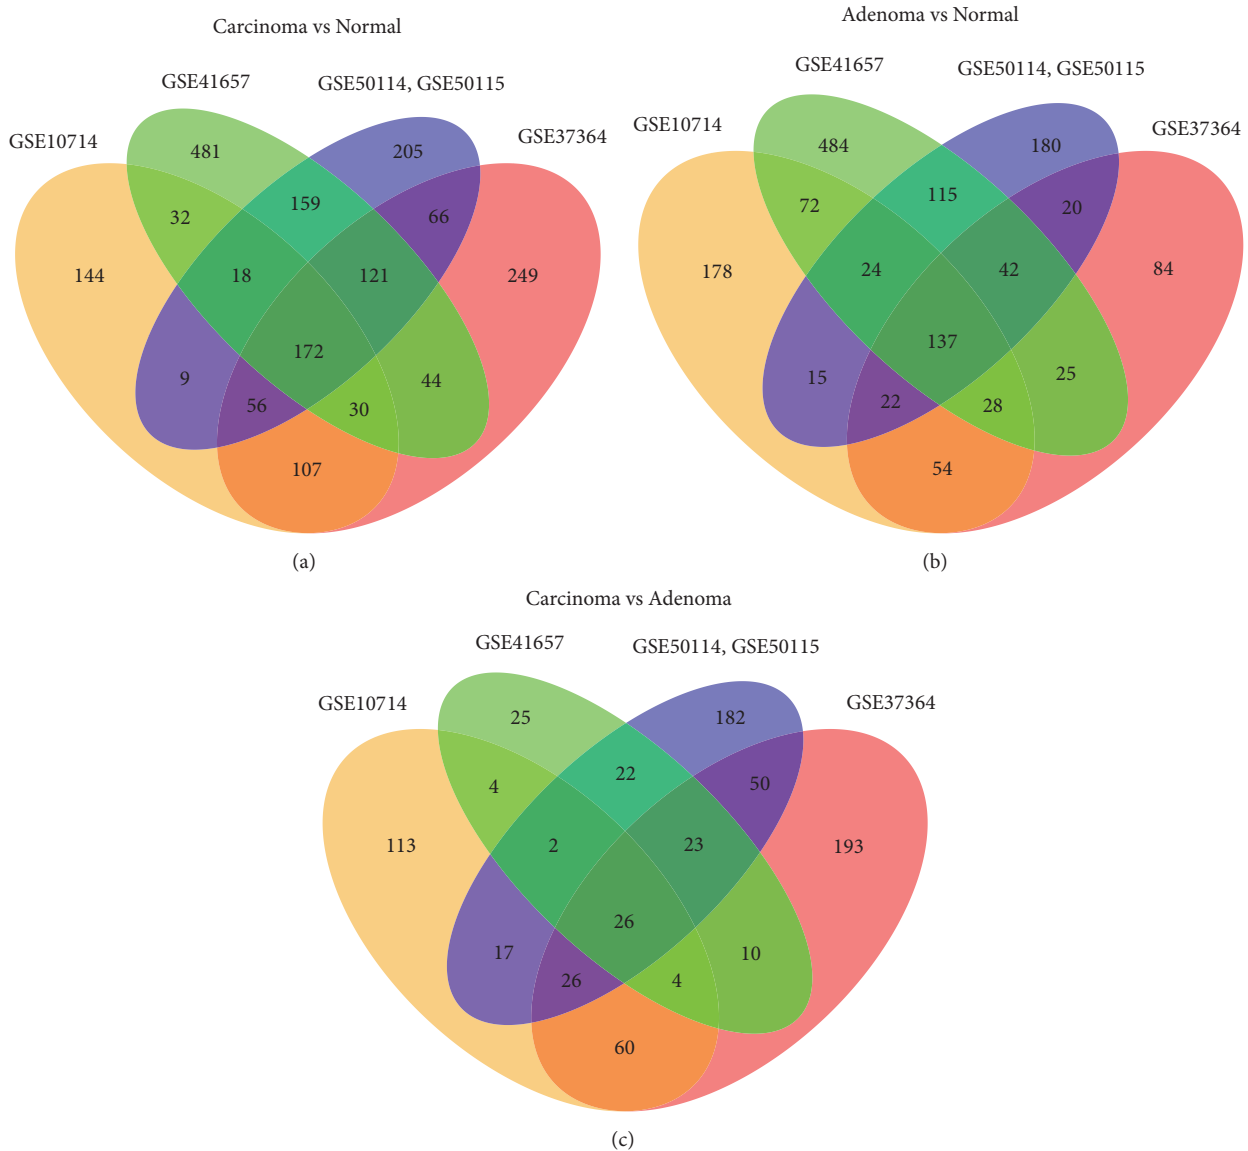 Carcinoma vs Normal
GSE41657
GSE50114, GSE50115
GSE10714
GSE37364
481
205
32
159
66
144
18
121
249
172
9
44
56
30
107
(a)
Adenoma vs Normal
GSE41657
GSE50114, GSE50115
GSE10714
GSE37364
484
180
72
115
20
178
24
42
84
137
15
25
22
28
54
(b)
Carcinoma vs Adenoma
GSE41657
GSE50114, GSE50115
GSE10714
GSE37364
25
182
4
22
50
113
2
23
193
26
17
10
26
4
60
(c)